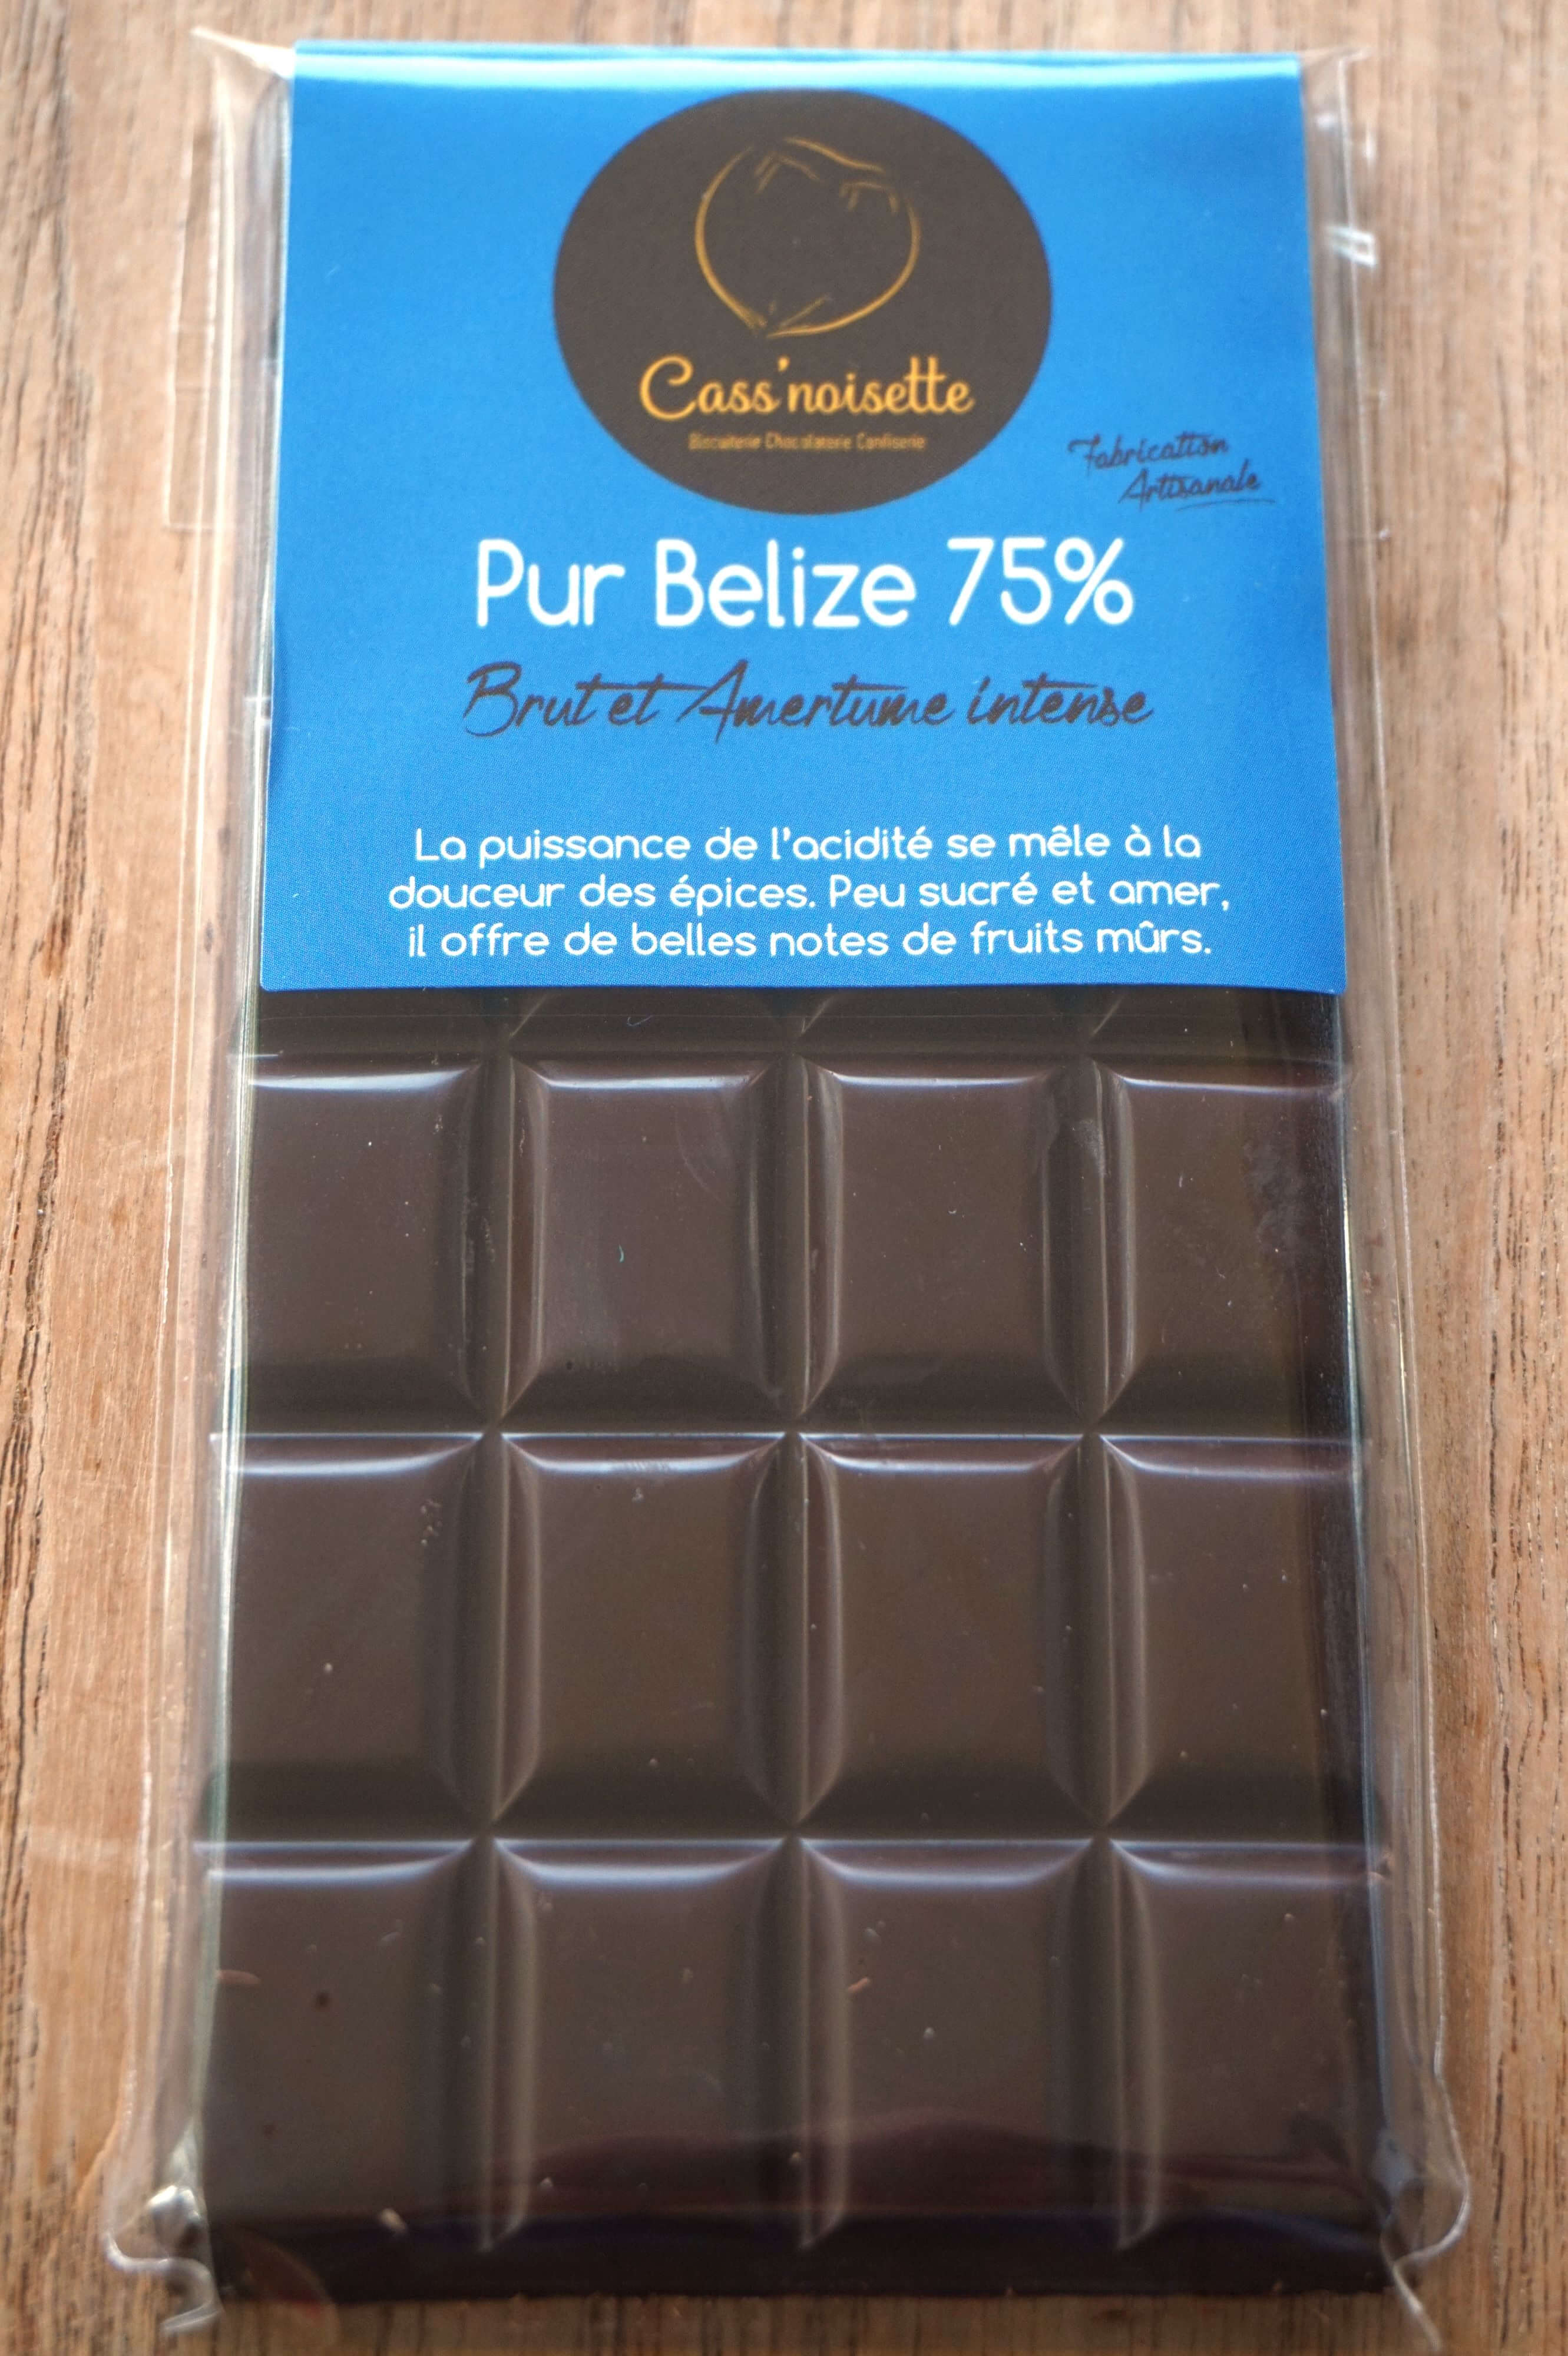 Cass'noisette
Biscuiterie Chocolaterie Confiserie
Fabrication
Artisanale
Pur Belize 75%
Brut et Amertume intense
La puissance de l'acidité se mêle à la
douceur des épices. Peu sucré et amer,
il offre de belles notes de fruits mûrs.